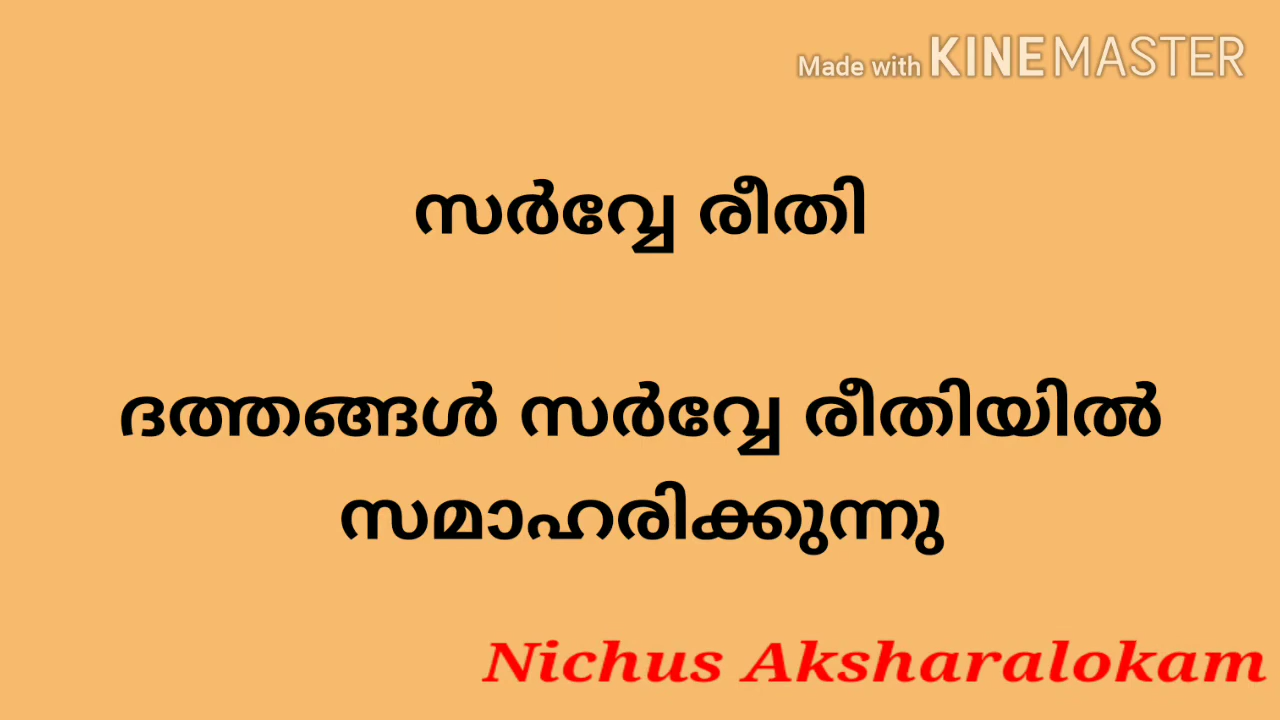 Made with KINEMASTER
സർവ്വേ രീതി
ദത്തങ്ങൾ സർവ്വേ രീതിയിൽ
സമാഹരിക്കുന്നു
Nichus Aksharalokam